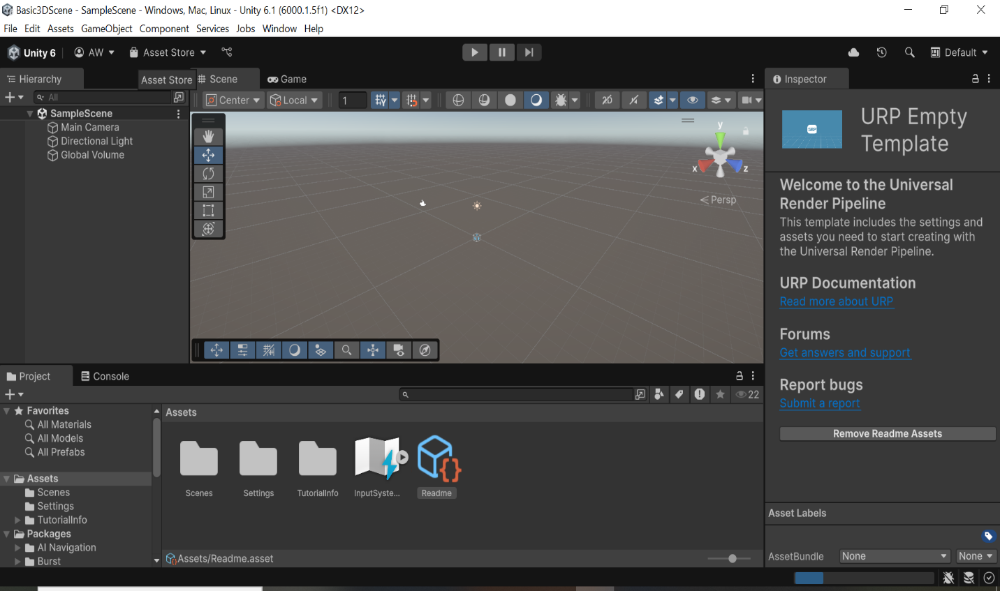 Basic3DScene - SampleScene - Windows, Mac, Linux - Unity 6.1 (6000.1.5f1) <DX12>
File Edit Assets GameObject Component Services Jobs Window Help
Unity 6 AW Asset Store Default
Hierarchy
Asset Store
Scene
Game
Inspector
All
Center
Local
1
2D
SampleScene
Main Camera
Directional Light
Global Volume
y
x
z
Persp
URP Empty
Template
Welcome to the Universal
Render Pipeline
This template includes the settings and
assets you need to start creating with
the Universal Render Pipeline.
URP Documentation
Read more about URP
Forums
Get answers and support
Report bugs
Submit a report
Remove Readme Assets
Project
Console
22
Favorites
All Materials
All Models
All Prefabs
Assets
Scenes
Settings
TutorialInfo
Packages
AI Navigation
Burst
Assets
Scenes
Settings
TutorialInfo
InputSyste...
Readme
Assets/Readme.asset
Asset Labels
AssetBundle None None